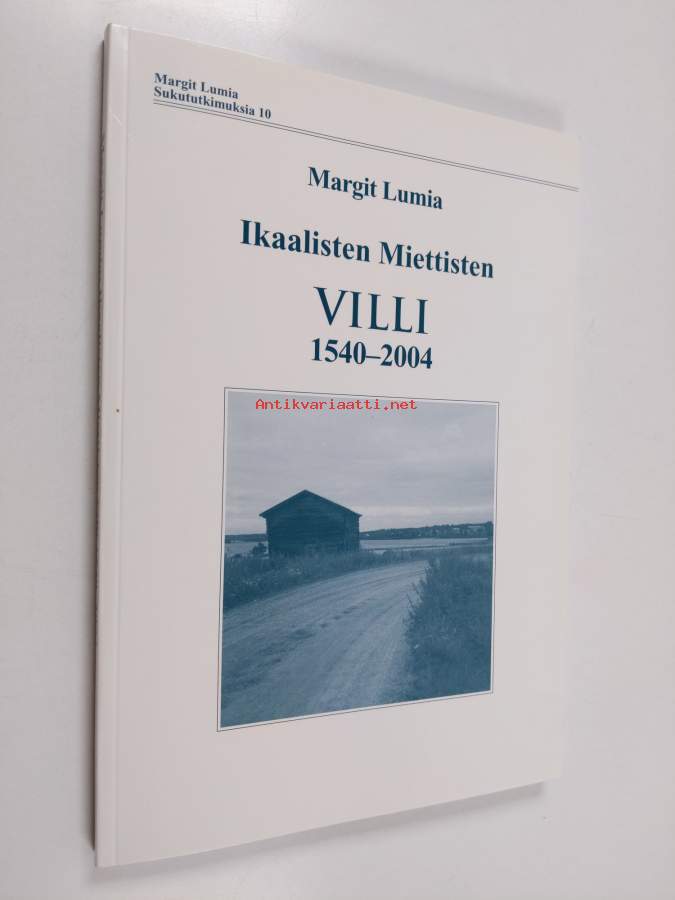 Margit Lumia
Sukututkimuksia 10
Margit Lumia
Ikaalisten Miettisten
VILLI
1540–2004
Antikvariaatti.net